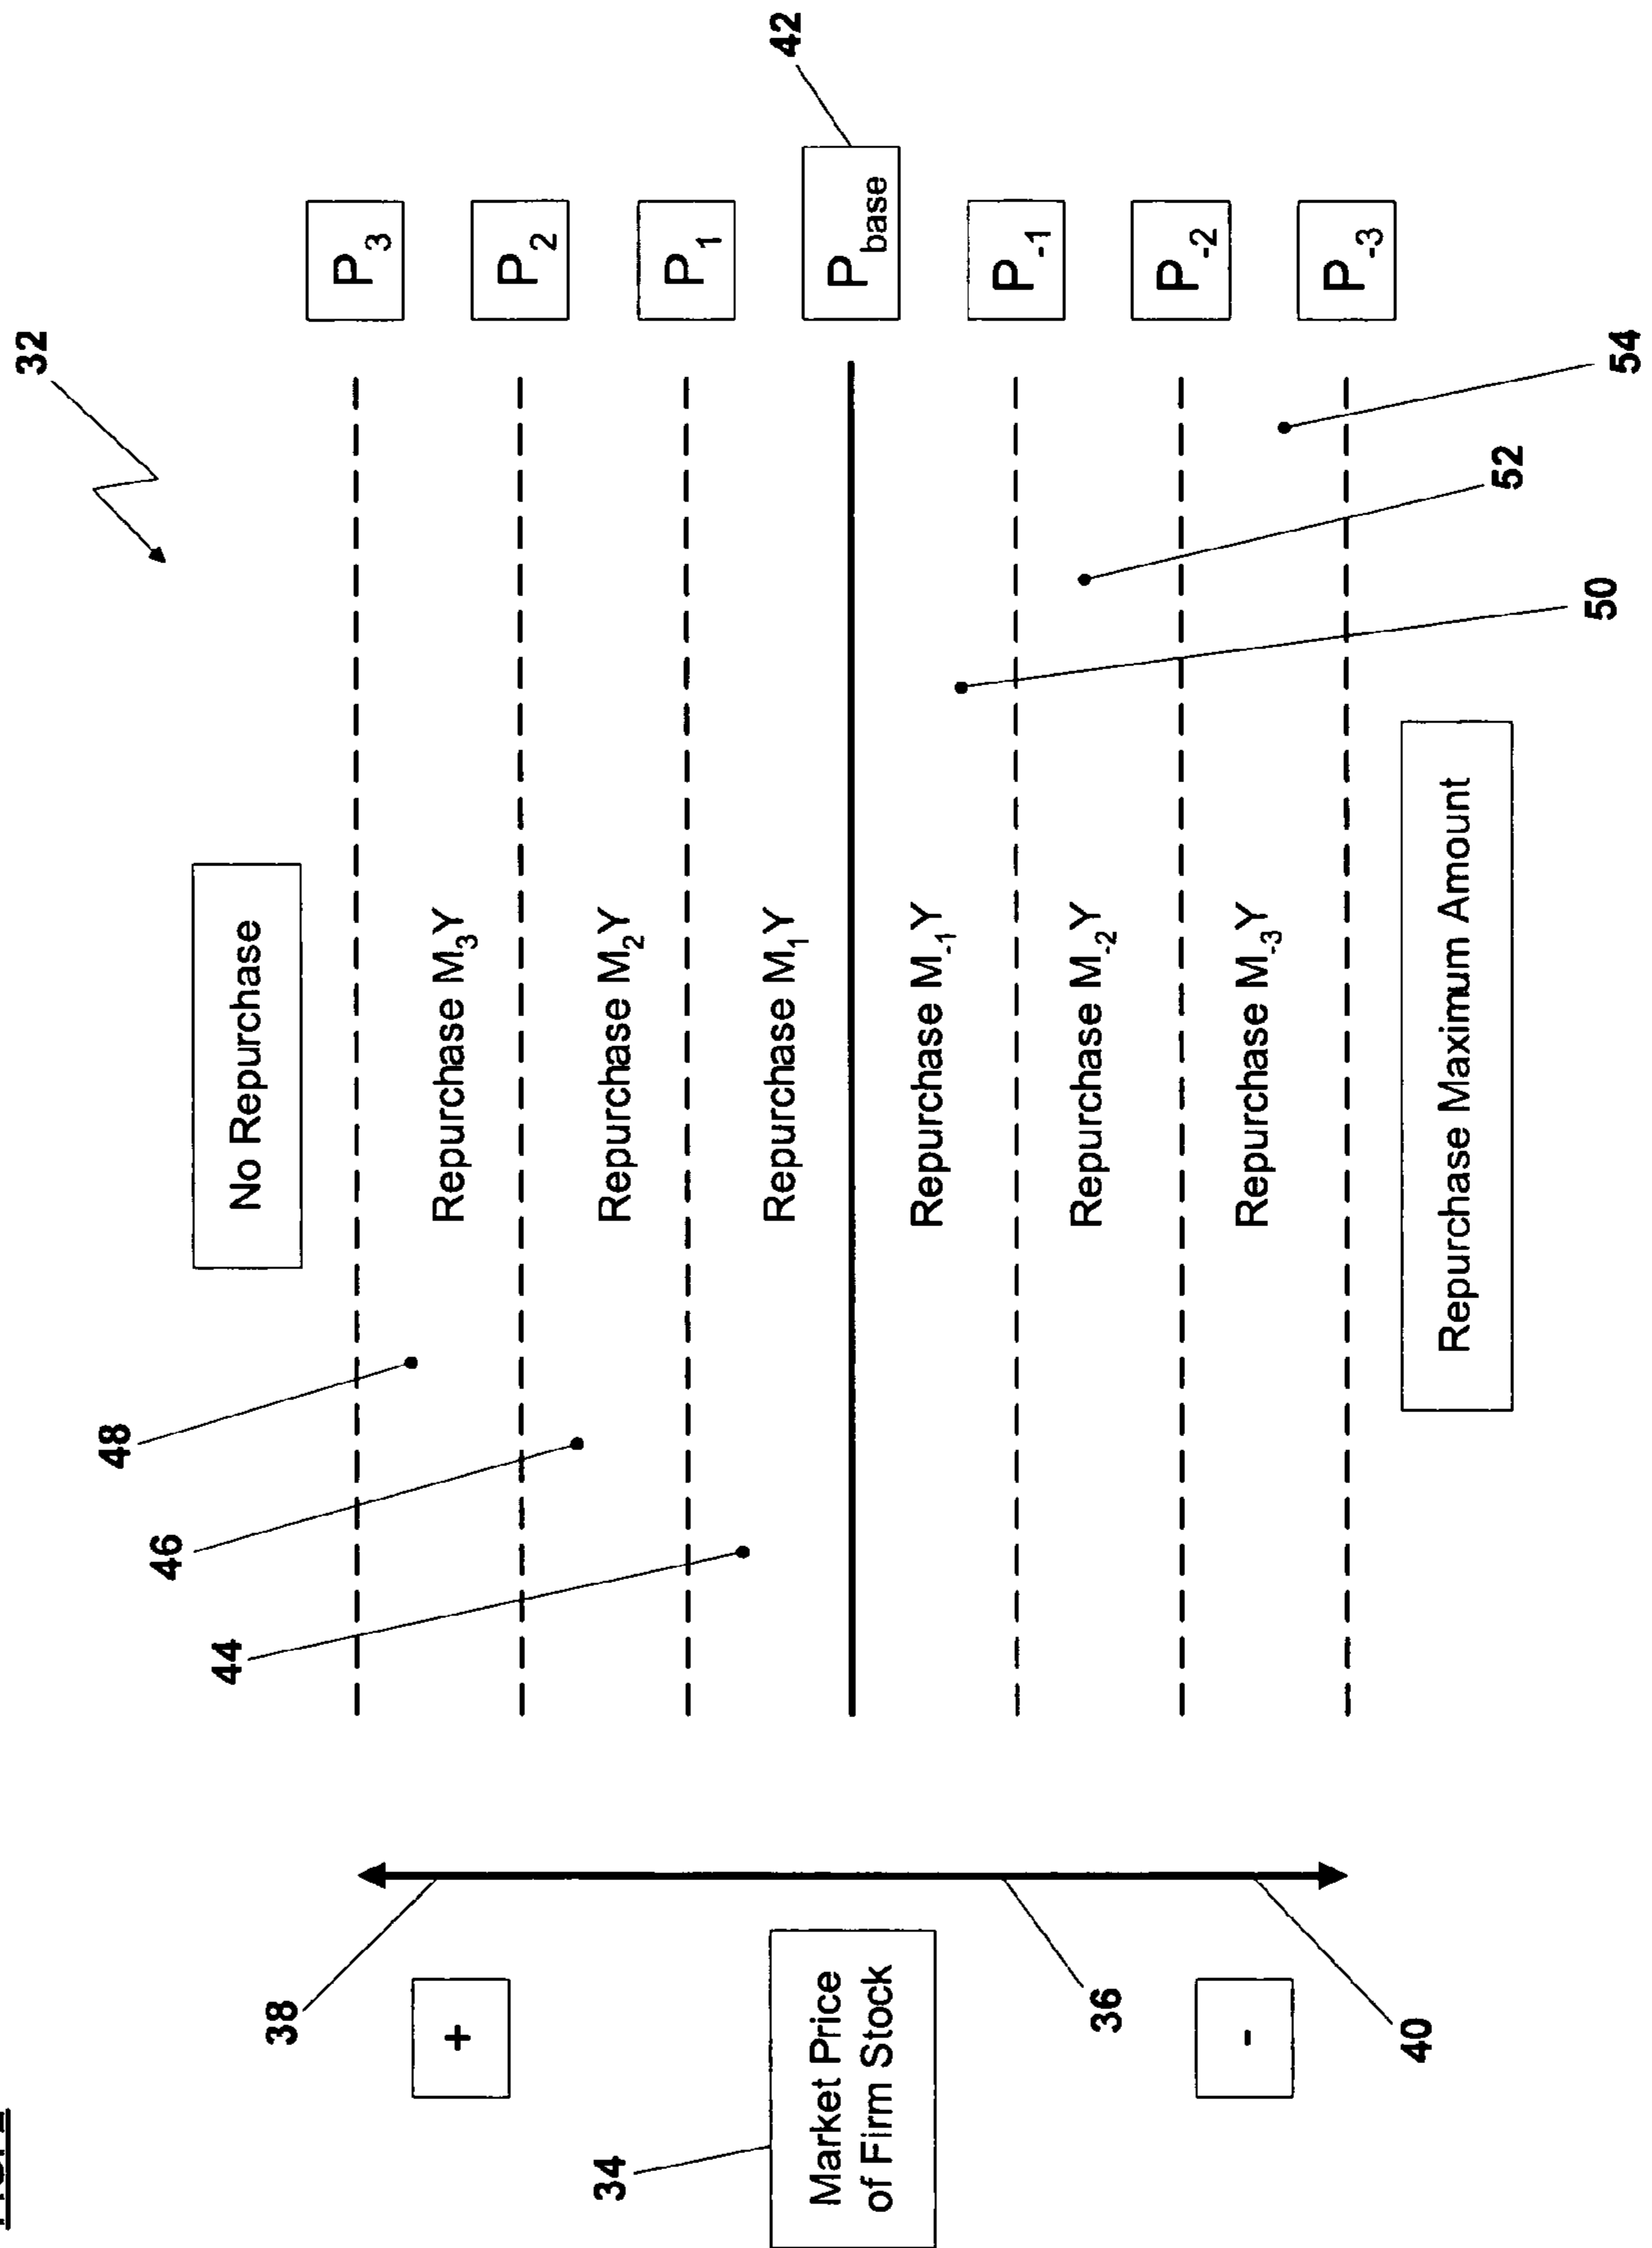 32
No Repurchase
48
P3
Repurchase M3Y
38
+
46
P2
Repurchase M2Y
44
P1
Repurchase M1Y
42
Pbase
34
Market Price
of Firm Stock
Repurchase M-1Y
P-1
36
Repurchase M-2Y
P-2
-
Repurchase M-3Y
P-3
40
Repurchase Maximum Amount
50
52
54